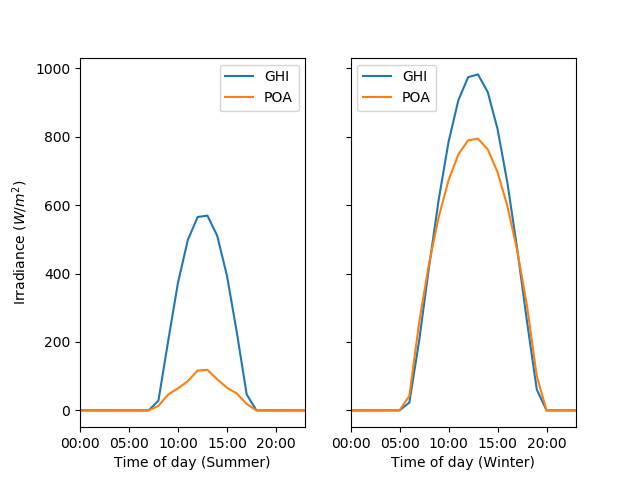 GHI
POA
GHI
POA
1000
800
600
400
200
0
Irradiance (W/m²)
00:00 05:00 10:00 15:00 20:00
00:00 05:00 10:00 15:00 20:00
Time of day (Summer)
Time of day (Winter)